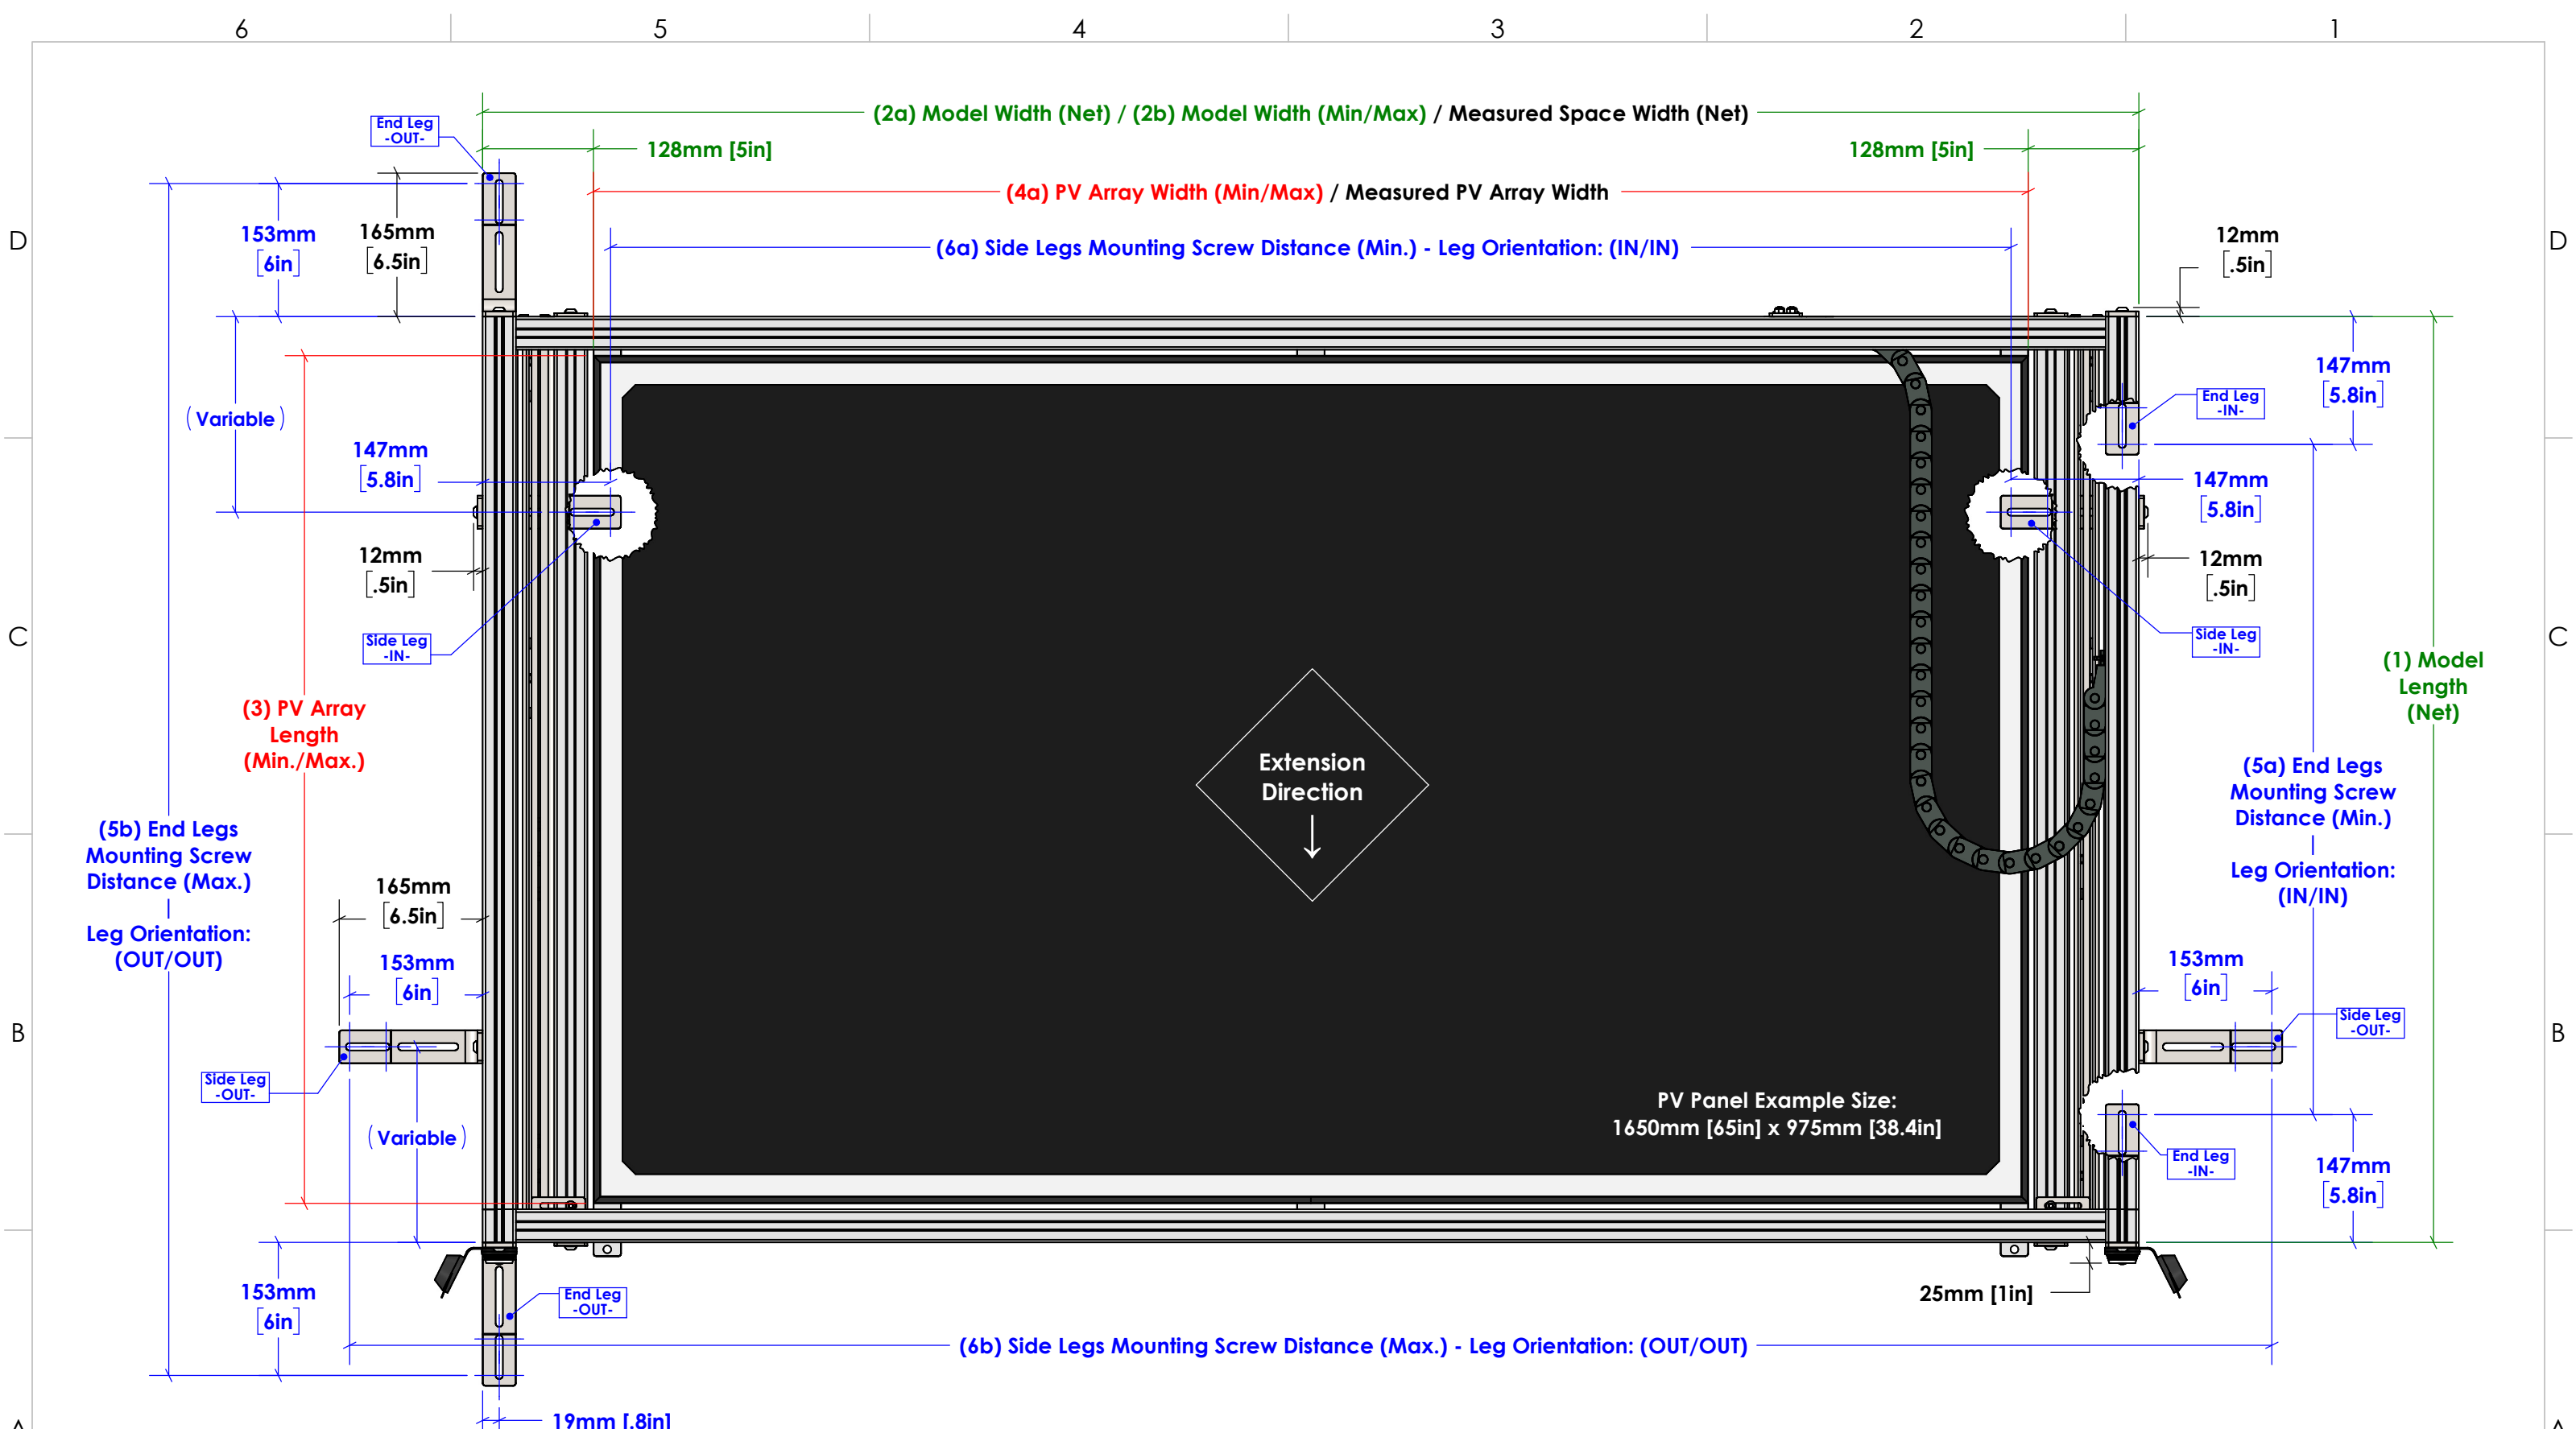 6 5 4 3 2 1
(2a) Model Width (Net) / (2b) Model Width (Min/Max) / Measured Space Width (Net)
End Leg
-OUT-
128mm [5in]
128mm [5in]
(4a) PV Array Width (Min/Max) / Measured PV Array Width
D
153mm
[6in]
165mm
[6.5in]
(6a) Side Legs Mounting Screw Distance (Min.) - Leg Orientation: (IN/IN)
12mm
[.5in]
D
147mm
[5.8in]
End Leg
-IN-
(Variable)
147mm
[5.8in]
147mm
[5.8in]
12mm
[.5in]
12mm
[.5in]
C
Side Leg
-IN-
Side Leg
-IN-
C
(1) Model
Length
(Net)
(3) PV Array
Length
(Min./Max.)
Extension
Direction
↓
(5a) End Legs
Mounting Screw
Distance (Min.)
Leg Orientation:
(IN/IN)
(5b) End Legs
Mounting Screw
Distance (Max.)
Leg Orientation:
(OUT/OUT)
165mm
[6.5in]
153mm
[6in]
153mm
[6in]
B
Side Leg
-OUT-
B
Side Leg
-OUT-
(Variable)
PV Panel Example Size:
1650mm [65in] x 975mm [38.4in]
End Leg
-IN-
147mm
[5.8in]
153mm
[6in]
End Leg
-OUT-
25mm [1in]
(6b) Side Legs Mounting Screw Distance (Max.) - Leg Orientation: (OUT/OUT)
19mm [.8in]
A
A